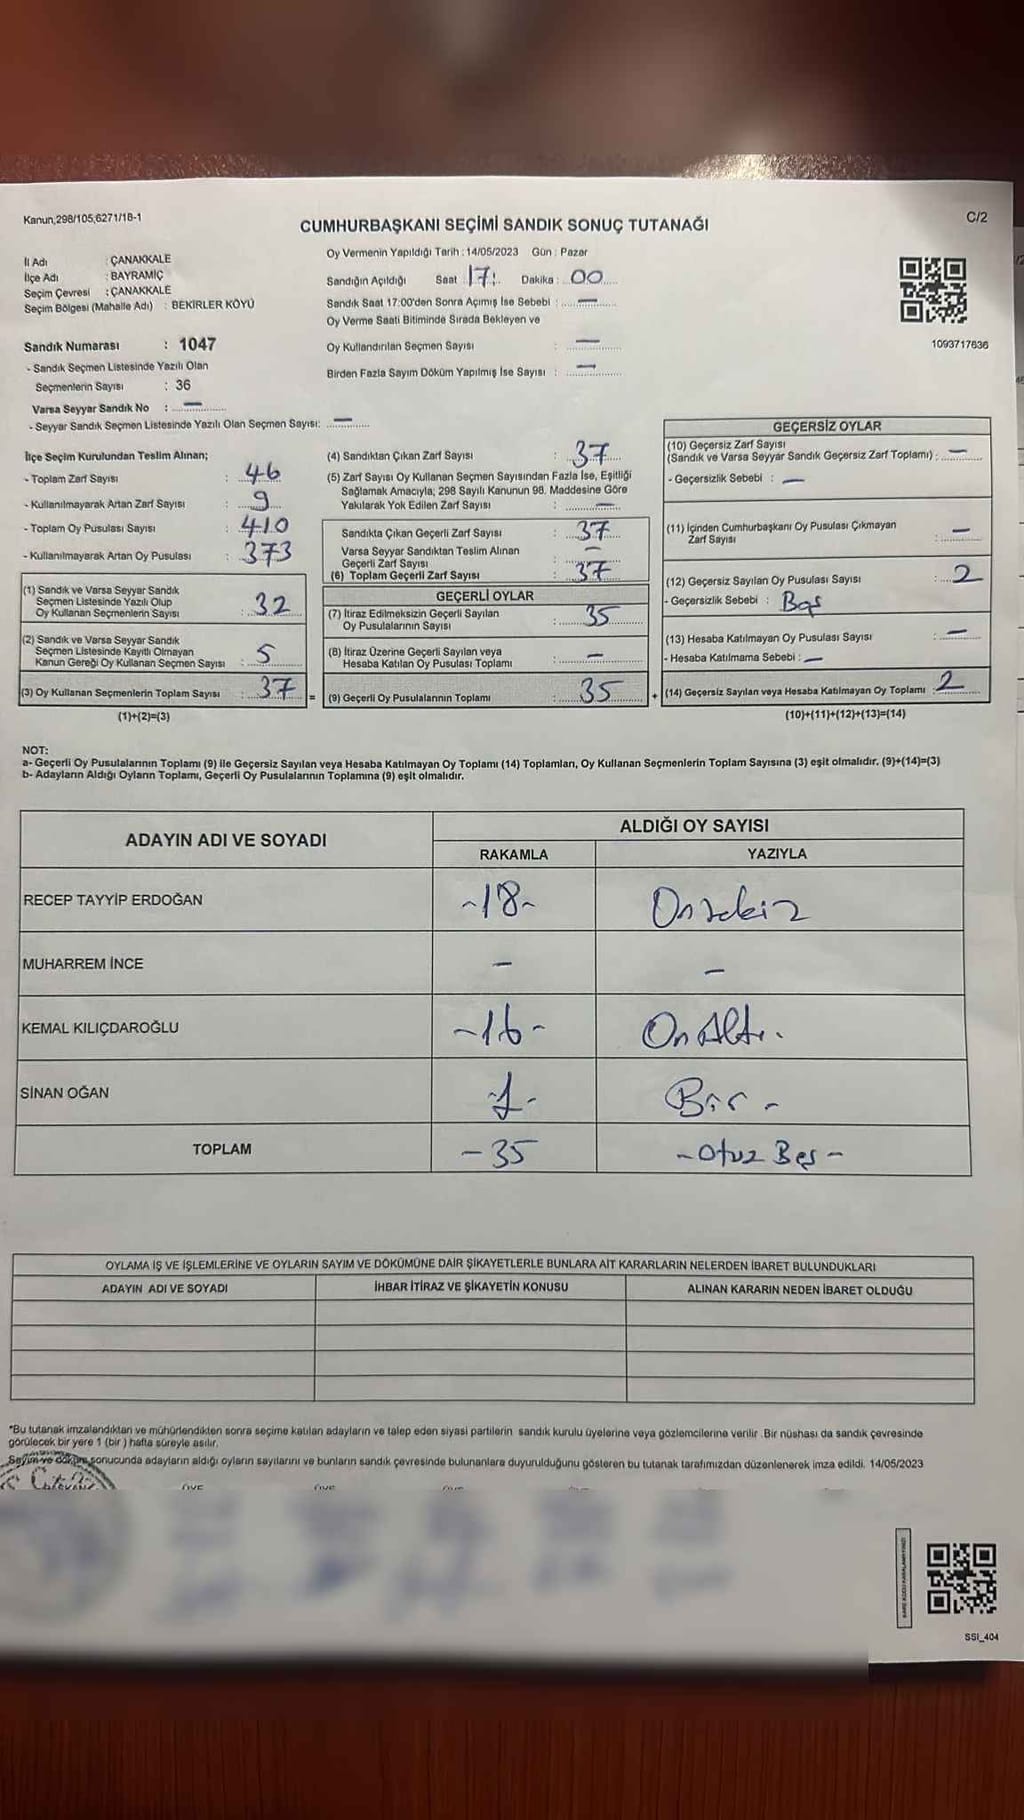 Kanun,298/105,6271/18-1
CUMHURBAŞKANI SEÇİMİ SANDIK SONUÇ TUTANAĞI
C/2
İl Adı : ÇANAKKALE
İlçe Adı : BAYRAMİÇ
Seçim Çevresi : ÇANAKKALE
Seçim Bölgesi (Mahalle Adı) : BEKİRLER KÖYÜ
Oy Vermenin Yapıldığı Tarih : 14/05/2023 Gün : Pazar
Sandığın Açıldığı Saat 17: Dakika : 00
Sandık Saat 17:00'den Sonra Açımış İse Sebebi : —
Oy Verme Saati Bitiminde Sırada Bekleyen ve
Oy Kullandırılan Seçmen Sayısı : —
Birden Fazla Sayım Döküm Yapılmış İse Sayısı : —
1093717636
Sandık Numarası : 1047
- Sandık Seçmen Listesinde Yazılı Olan
Seçmenlerin Sayısı : 36
Varsa Seyyar Sandık No : —
- Seyyar Sandık Seçmen Listesinde Yazılı Olan Seçmen Sayısı: —
İlçe Seçim Kurulundan Teslim Alınan;
- Toplam Zarf Sayısı : 46
- Kullanılmayarak Artan Zarf Sayısı : 9
- Toplam Oy Pusulası Sayısı : 410
- Kullanılmayarak Artan Oy Pusulası : 373
(1) Sandık ve Varsa Seyyar Sandık
Seçmen Listesinde Yazılı Olup
Oy Kullanan Seçmenlerin Sayısı : 32
(2) Sandık ve Varsa Seyyar Sandık
Seçmen Listesinde Kayıtlı Olmayan
Kanun Gereği Oy Kullanan Seçmen Sayısı : 5
(3) Oy Kullanan Seçmenlerin Toplam Sayısı : 37 =
(1)+(2)=(3)
(4) Sandıktan Çıkan Zarf Sayısı : 37
(5) Zarf Sayısı Oy Kullanan Seçmen Sayısından Fazla İse, Eşitliği
Sağlamak Amacıyla; 298 Sayılı Kanunun 98. Maddesine Göre
Yakılarak Yok Edilen Zarf Sayısı : —
Sandıkta Çıkan Geçerli Zarf Sayısı : 37
Varsa Seyyar Sandıktan Teslim Alınan
Geçerli Zarf Sayısı : —
(6) Toplam Geçerli Zarf Sayısı : 37
GEÇERLİ OYLAR
(7) İtiraz Edilmeksizin Geçerli Sayılan
Oy Pusulalarının Sayısı : 35
(8) İtiraz Üzerine Geçerli Sayılan veya
Hesaba Katılan Oy Pusulası Toplamı : —
(9) Geçerli Oy Pusulalarının Toplamı : 35 +
GEÇERSİZ OYLAR
(10) Geçersiz Zarf Sayısı
(Sandık ve Varsa Seyyar Sandık Geçersiz Zarf Toplamı) : —
- Geçersizlik Sebebi : —
(11) İçinden Cumhurbaşkanı Oy Pusulası Çıkmayan
Zarf Sayısı : —
(12) Geçersiz Sayılan Oy Pusulası Sayısı : 2
- Geçersizlik Sebebi : Boş
(13) Hesaba Katılmayan Oy Pusulası Sayısı : —
- Hesaba Katılmama Sebebi : —
(14) Geçersiz Sayılan veya Hesaba Katılmayan Oy Toplamı : 2
(10)+(11)+(12)+(13)=(14)
NOT:
a- Geçerli Oy Pusulalarının Toplamı (9) ile Geçersiz Sayılan veya Hesaba Katılmayan Oy Toplamı (14) Toplamları, Oy Kullanan Seçmenlerin Toplam Sayısına (3) eşit olmalıdır. (9)+(14)=(3)
b- Adayların Aldığı Oyların Toplamı, Geçerli Oy Pusulalarının Toplamına (9) eşit olmalıdır.
ADAYIN ADI VE SOYADI
ALDIĞI OY SAYISI
RAKAMLA YAZIYLA
RECEP TAYYİP ERDOĞAN -18- Onsekiz
MUHARREM İNCE — —
KEMAL KILIÇDAROĞLU -16- On Altı.
SİNAN OĞAN -1- Bir -
TOPLAM -35 -Otuz Beş-
OYLAMA İŞ VE İŞLEMLERİNE VE OYLARIN SAYIM VE DÖKÜMÜNE DAİR ŞİKAYETLERLE BUNLARA AİT KARARLARIN NELERDEN İBARET BULUNDUKLARI
ADAYIN ADI VE SOYADI İHBAR İTİRAZ VE ŞİKAYETİN KONUSU ALINAN KARARIN NEDEN İBARET OLDUĞU
*Bu tutanak imzalandıktan ve mühürlendikten sonra seçime katılan adayların ve talep eden siyasi partilerin sandık kurulu üyelerine veya gözlemcilerine verilir .Bir nüshası da sandık çevresinde
görülecek bir yere 1 (bir ) hafta süreyle asılır.
Sayım ve döküm sonucunda adayların aldığı oyların sayılarını ve bunların sandık çevresinde bulunanlara duyurulduğunu gösteren bu tutanak tarafımızdan düzenlenerek imza edildi. 14/05/2023
SSI_404